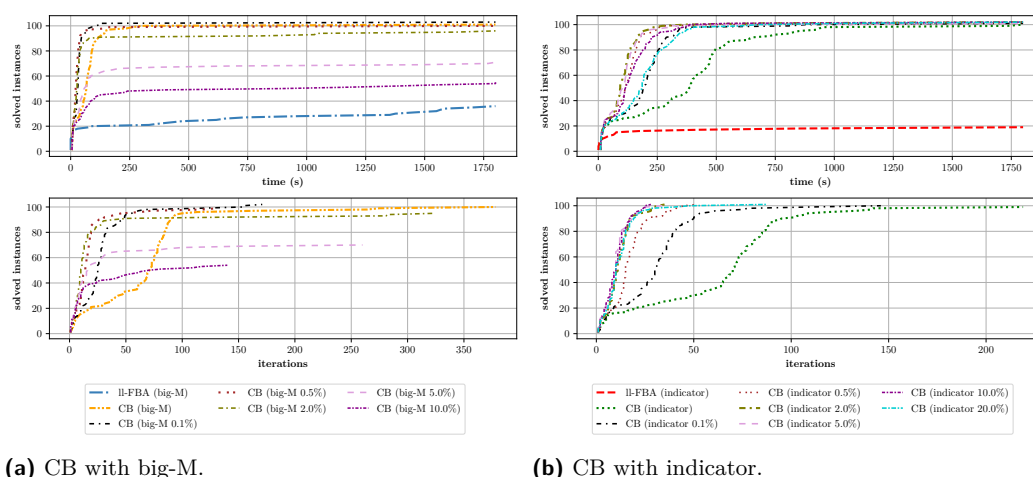 100
80
60
40
20
0
solved instances
0
250
500
750
1000
1250
1500
1750
time (s)
100
80
60
40
20
0
solved instances
0
50
100
150
200
250
300
350
iterations
ll-FBA (big-M)
CB (big-M)
CB (big-M 0.1%)
CB (big-M 0.5%)
CB (big-M 2.0%)
CB (big-M 5.0%)
CB (big-M 10.0%)
(a) CB with big-M.
100
80
60
40
20
0
solved instances
0
250
500
750
1000
1250
1500
1750
time (s)
100
80
60
40
20
0
solved instances
0
50
100
150
200
iterations
ll-FBA (indicator)
CB (indicator)
CB (indicator 0.1%)
CB (indicator 0.5%)
CB (indicator 2.0%)
CB (indicator 5.0%)
CB (indicator 10.0%)
CB (indicator 20.0%)
(b) CB with indicator.